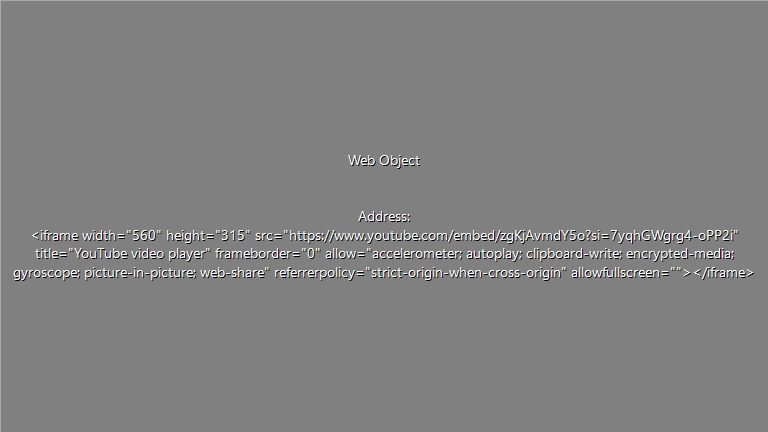 Web Object
Address:
<iframe width="560" height="315" src="https://www.youtube.com/embed/zgKjAvmdY5o?si=7yqhGWgrg4-oPP2i"
title="YouTube video player" frameborder="0" allow="accelerometer; autoplay; clipboard-write; encrypted-media;
gyroscope; picture-in-picture; web-share" referrerpolicy="strict-origin-when-cross-origin" allowfullscreen=""></iframe>